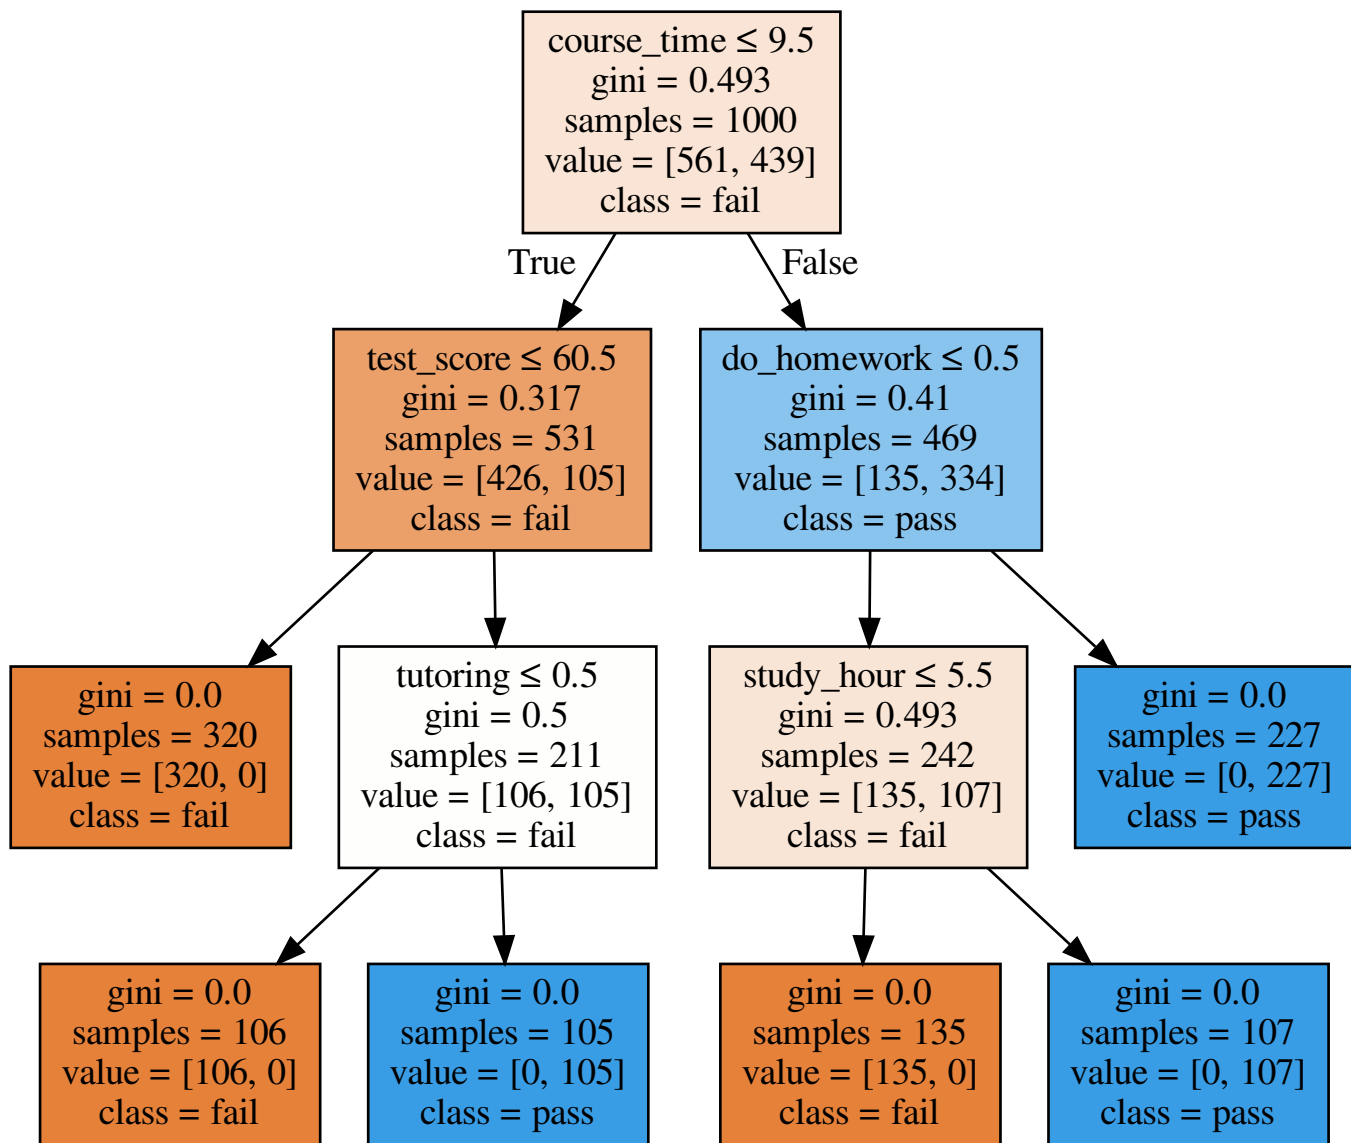 course_time ≤ 9.5
gini = 0.493
samples = 1000
value = [561, 439]
class = fail
True
False
test_score ≤ 60.5
gini = 0.317
samples = 531
value = [426, 105]
class = fail
do_homework ≤ 0.5
gini = 0.41
samples = 469
value = [135, 334]
class = pass
gini = 0.0
samples = 320
value = [320, 0]
class = fail
tutoring ≤ 0.5
gini = 0.5
samples = 211
value = [106, 105]
class = fail
study_hour ≤ 5.5
gini = 0.493
samples = 242
value = [135, 107]
class = fail
gini = 0.0
samples = 227
value = [0, 227]
class = pass
gini = 0.0
samples = 106
value = [106, 0]
class = fail
gini = 0.0
samples = 105
value = [0, 105]
class = pass
gini = 0.0
samples = 135
value = [135, 0]
class = fail
gini = 0.0
samples = 107
value = [0, 107]
class = pass